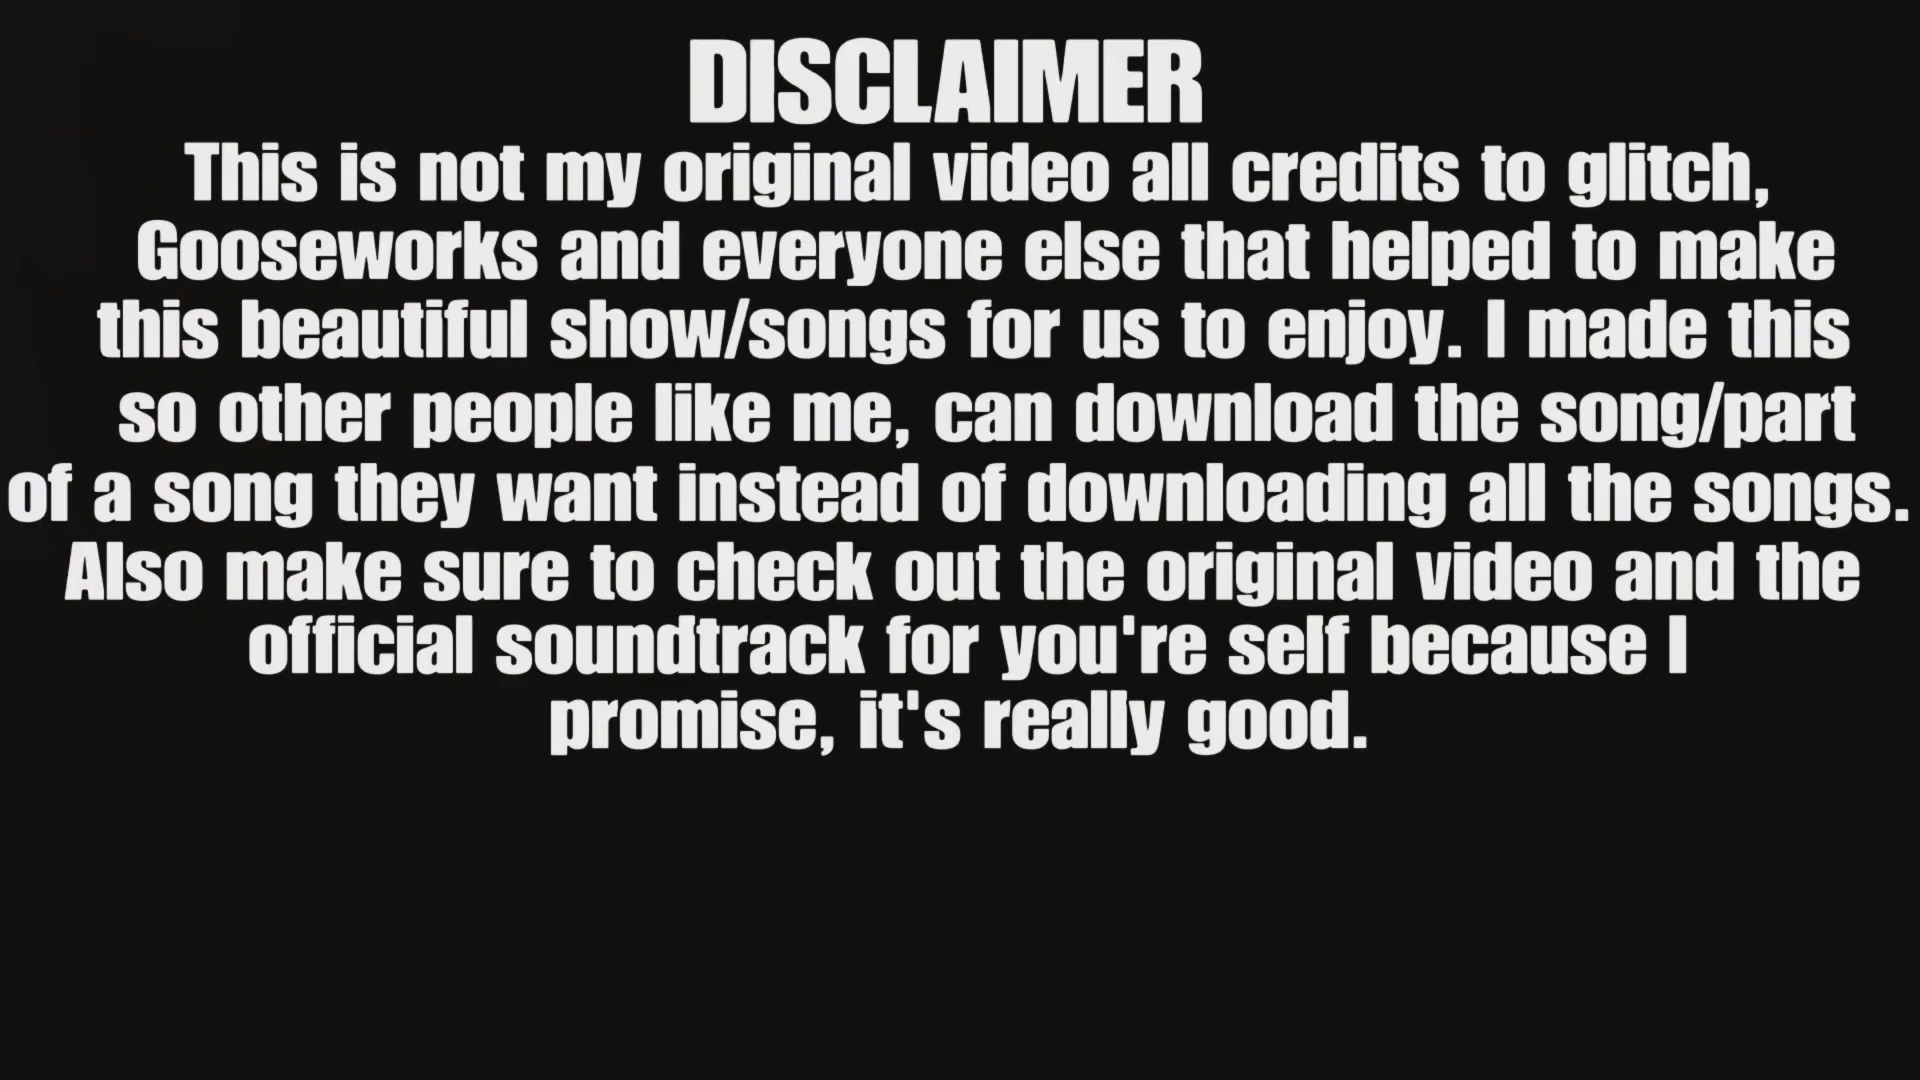 DISCLAIMER
This is not my original video all credits to glitch,
Gooseworks and everyone else that helped to make
this beautiful show/songs for us to enjoy. I made this
so other people like me, can download the song/part
of a song they want instead of downloading all the songs.
Also make sure to check out the original video and the
official soundtrack for you're self because I
promise, it's really good.